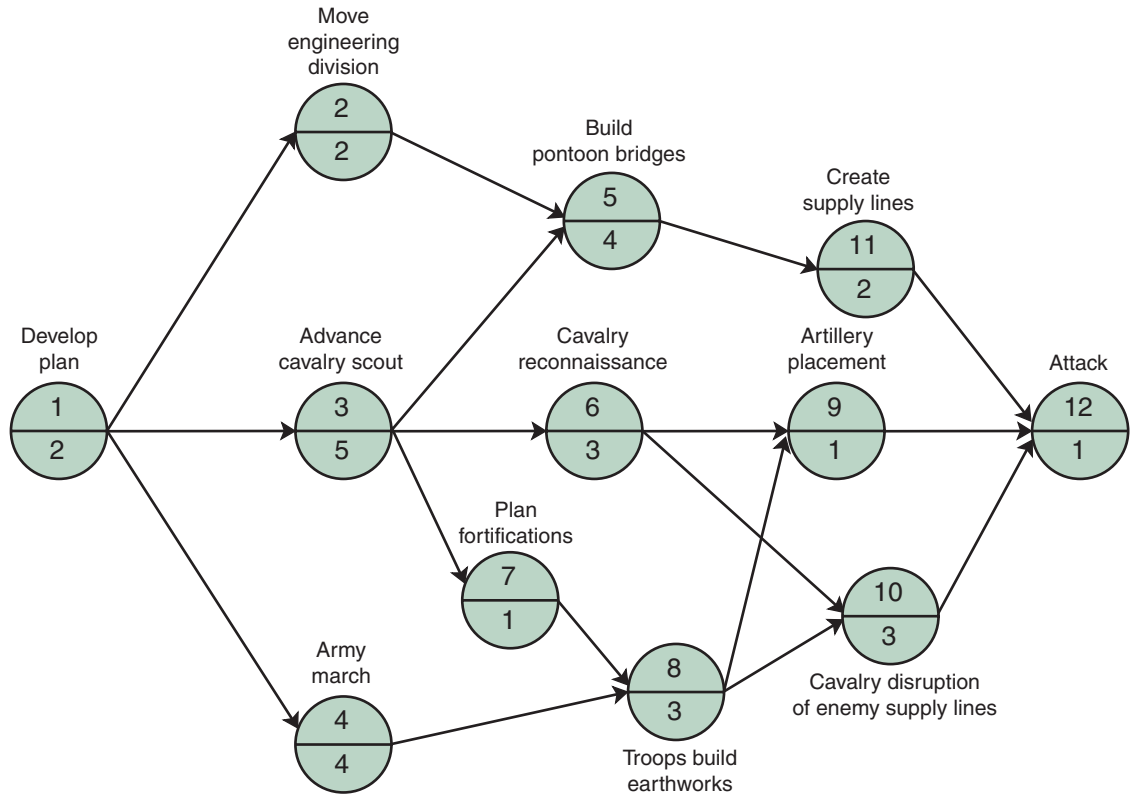 Move
engineering
division
2
2
Build
pontoon bridges
5
4
Create
supply lines
11
2
Develop
plan
1
2
Advance
cavalry scout
3
5
Cavalry
reconnaissance
6
3
Artillery
placement
9
1
Attack
12
1
Plan
fortifications
7
1
Army
march
4
4
8
3
Troops build
earthworks
10
3
Cavalry disruption
of enemy supply lines